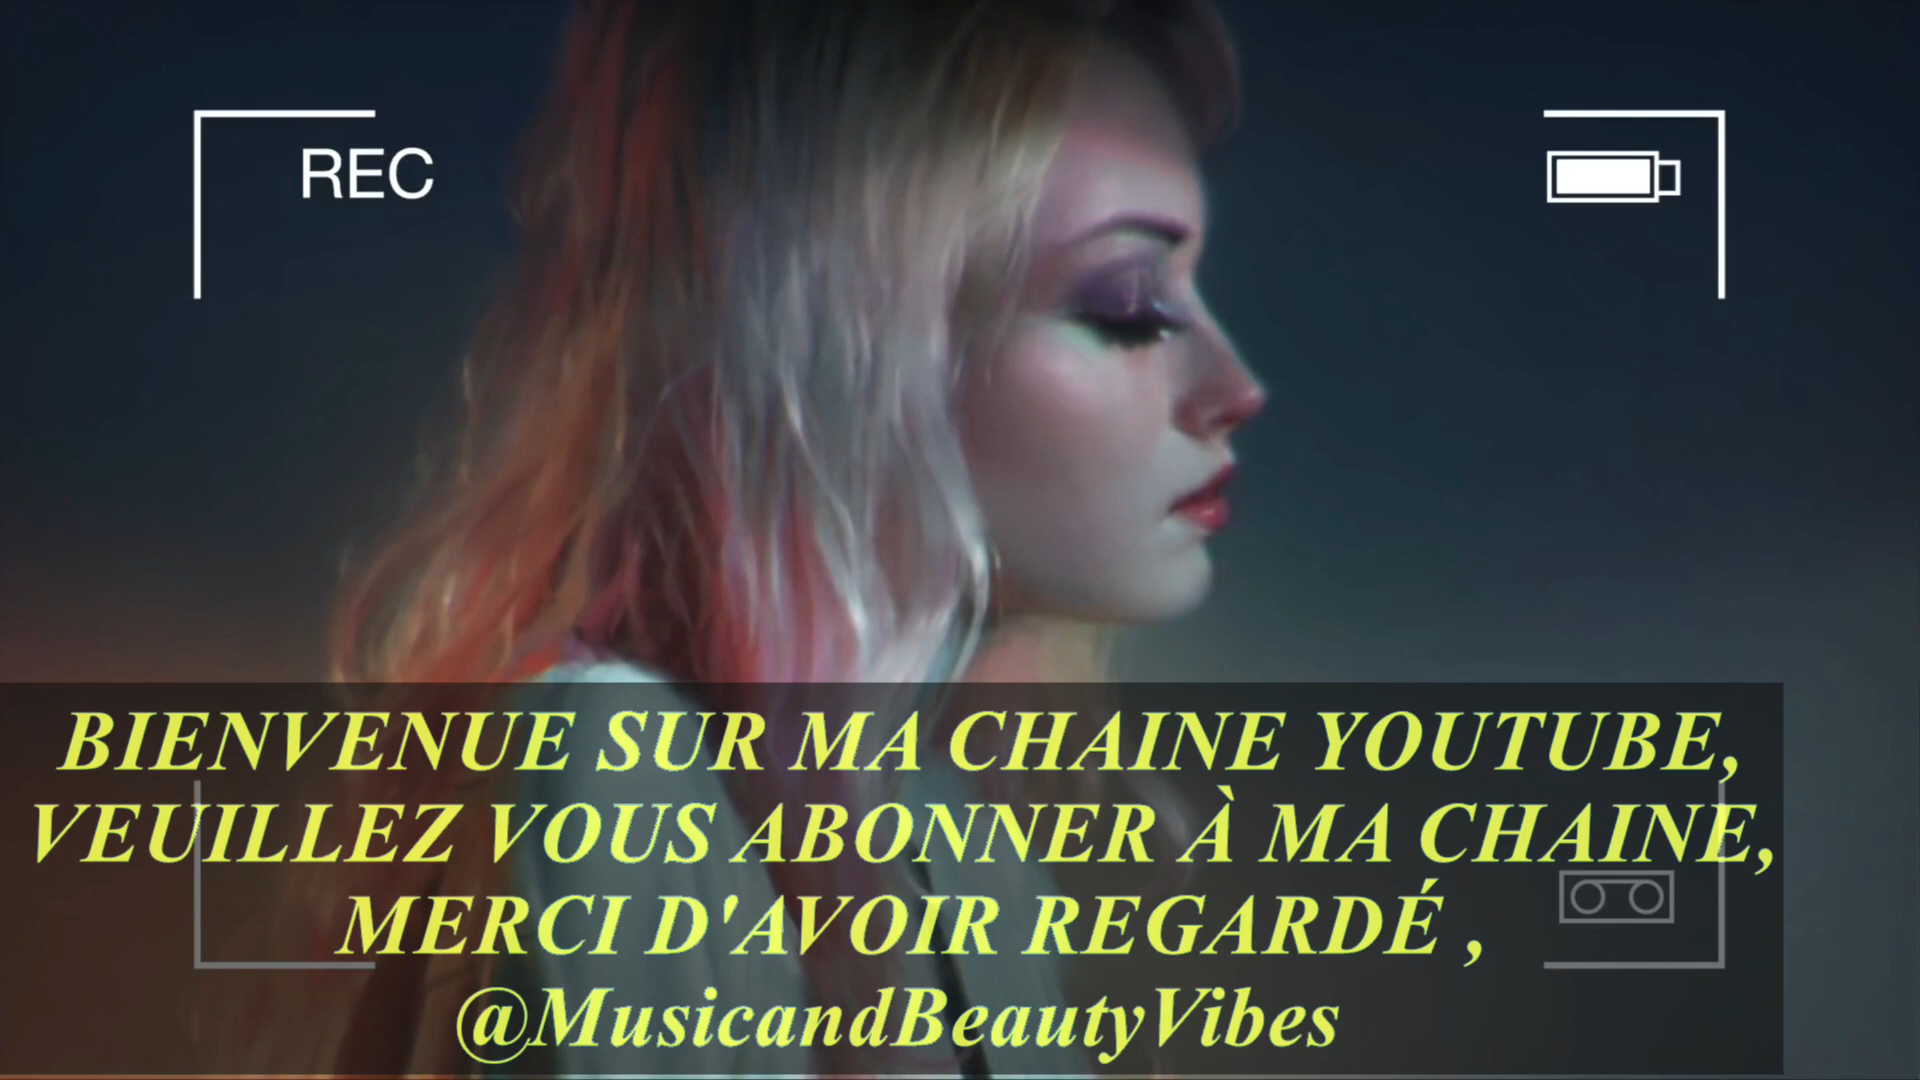 REC
BIENVENUE SUR MA CHAINE YOUTUBE,
VEUILLEZ VOUS ABONNER À MA CHAINE,
MERCI D'AVOIR REGARDÉ ,
@MusicandBeautyVibes